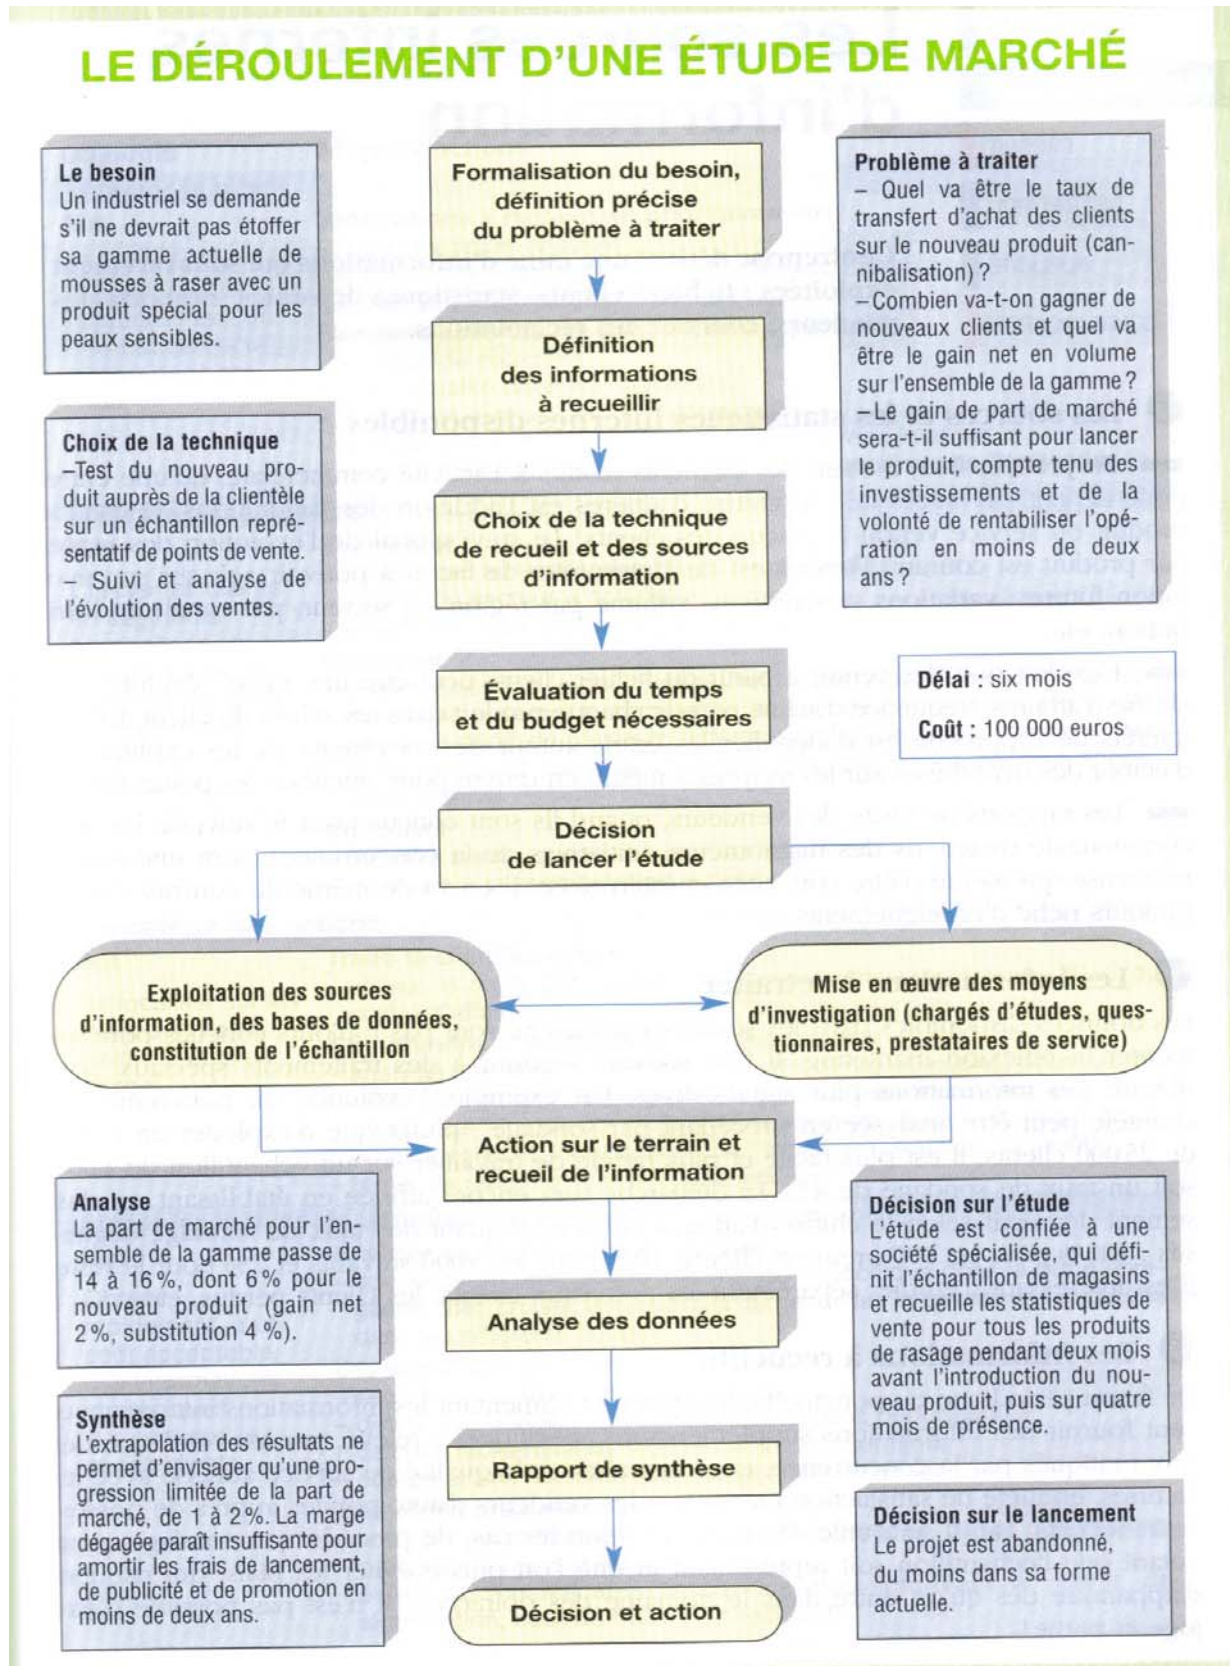 LE DÉROULEMENT D'UNE ÉTUDE DE MARCHÉ
Le besoin
Un industriel se demande
s'il ne devrait pas étoffer
sa gamme actuelle de
mousses à raser avec un
produit spécial pour les
peaux sensibles.
Formalisation du besoin,
définition précise
du problème à traiter
Problème à traiter
– Quel va être le taux de
transfert d'achat des clients
sur le nouveau produit (can-
nibalisation) ?
– Combien va-t-on gagner de
nouveaux clients et quel va
être le gain net en volume
sur l'ensemble de la gamme ?
– Le gain de part de marché
sera-t-il suffisant pour lancer
le produit, compte tenu des
investissements et de la
volonté de rentabiliser l'opé-
ration en moins de deux
ans ?
Définition
des informations
à recueillir
Choix de la technique
–Test du nouveau pro-
duit auprès de la clientèle
sur un échantillon repré-
sentatif de points de vente.
– Suivi et analyse de
l'évolution des ventes.
Choix de la technique
de recueil et des sources
d'information
Évaluation du temps
et du budget nécessaires
Délai : six mois
Coût : 100 000 euros
Décision
de lancer l'étude
Exploitation des sources
d'information, des bases de données,
constitution de l'échantillon
Mise en œuvre des moyens
d'investigation (chargés d'études, ques-
tionnaires, prestataires de service)
Action sur le terrain et
recueil de l'information
Analyse
La part de marché pour l'en-
semble de la gamme passe de
14 à 16 %, dont 6 % pour le
nouveau produit (gain net
2 %, substitution 4 %).
Analyse des données
Décision sur l'étude
L'étude est confiée à une
société spécialisée, qui défi-
nit l'échantillon de magasins
et recueille les statistiques de
vente pour tous les produits
de rasage pendant deux mois
avant l'introduction du nou-
veau produit, puis sur quatre
mois de présence.
Synthèse
L'extrapolation des résultats ne
permet d'envisager qu'une pro-
gression limitée de la part de
marché, de 1 à 2 %. La marge
dégagée paraît insuffisante pour
amortir les frais de lancement,
de publicité et de promotion en
moins de deux ans.
Rapport de synthèse
Décision sur le lancement
Le projet est abandonné,
du moins dans sa forme
actuelle.
Décision et action